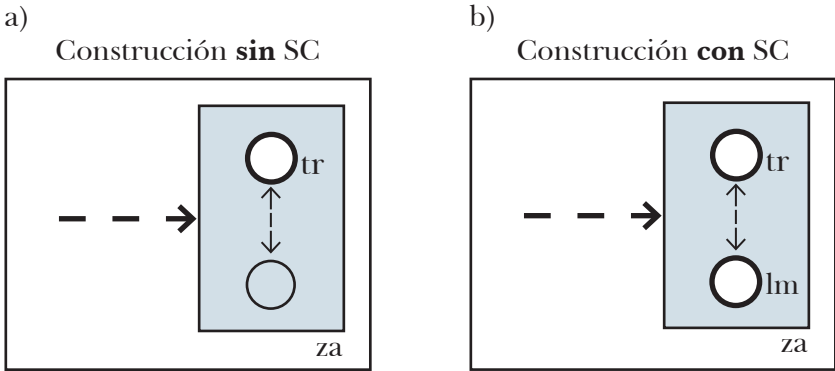 a)
Construcción sin SC
tr
za
b)
Construcción con SC
tr
lm
za